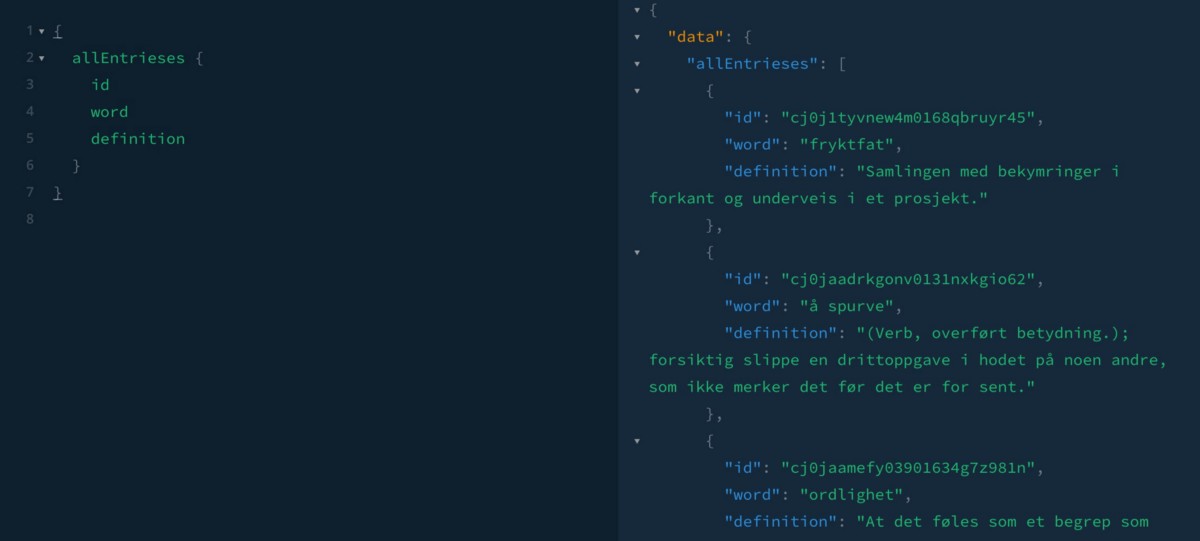 1 {
2 allEntrieses {
3 id
4 word
5 definition
6 }
7 }
8
{
"data": {
"allEntrieses": [
{
"id": "cj0j1tyvnew4m0168qbruyr45",
"word": "fryktfat",
"definition": "Samlingen med bekymringer i
forkant og underveis i et prosjekt."
},
{
"id": "cj0jaadrkgonv0131nxkgio62",
"word": "å spurve",
"definition": "(Verb, overført betydning.);
forsiktig slippe en drittoppgave i hodet på noen andre,
som ikke merker det før det er for sent."
},
{
"id": "cj0jaamefy03901634g7z981n",
"word": "ordlighet",
"definition": "At det føles som et begrep som